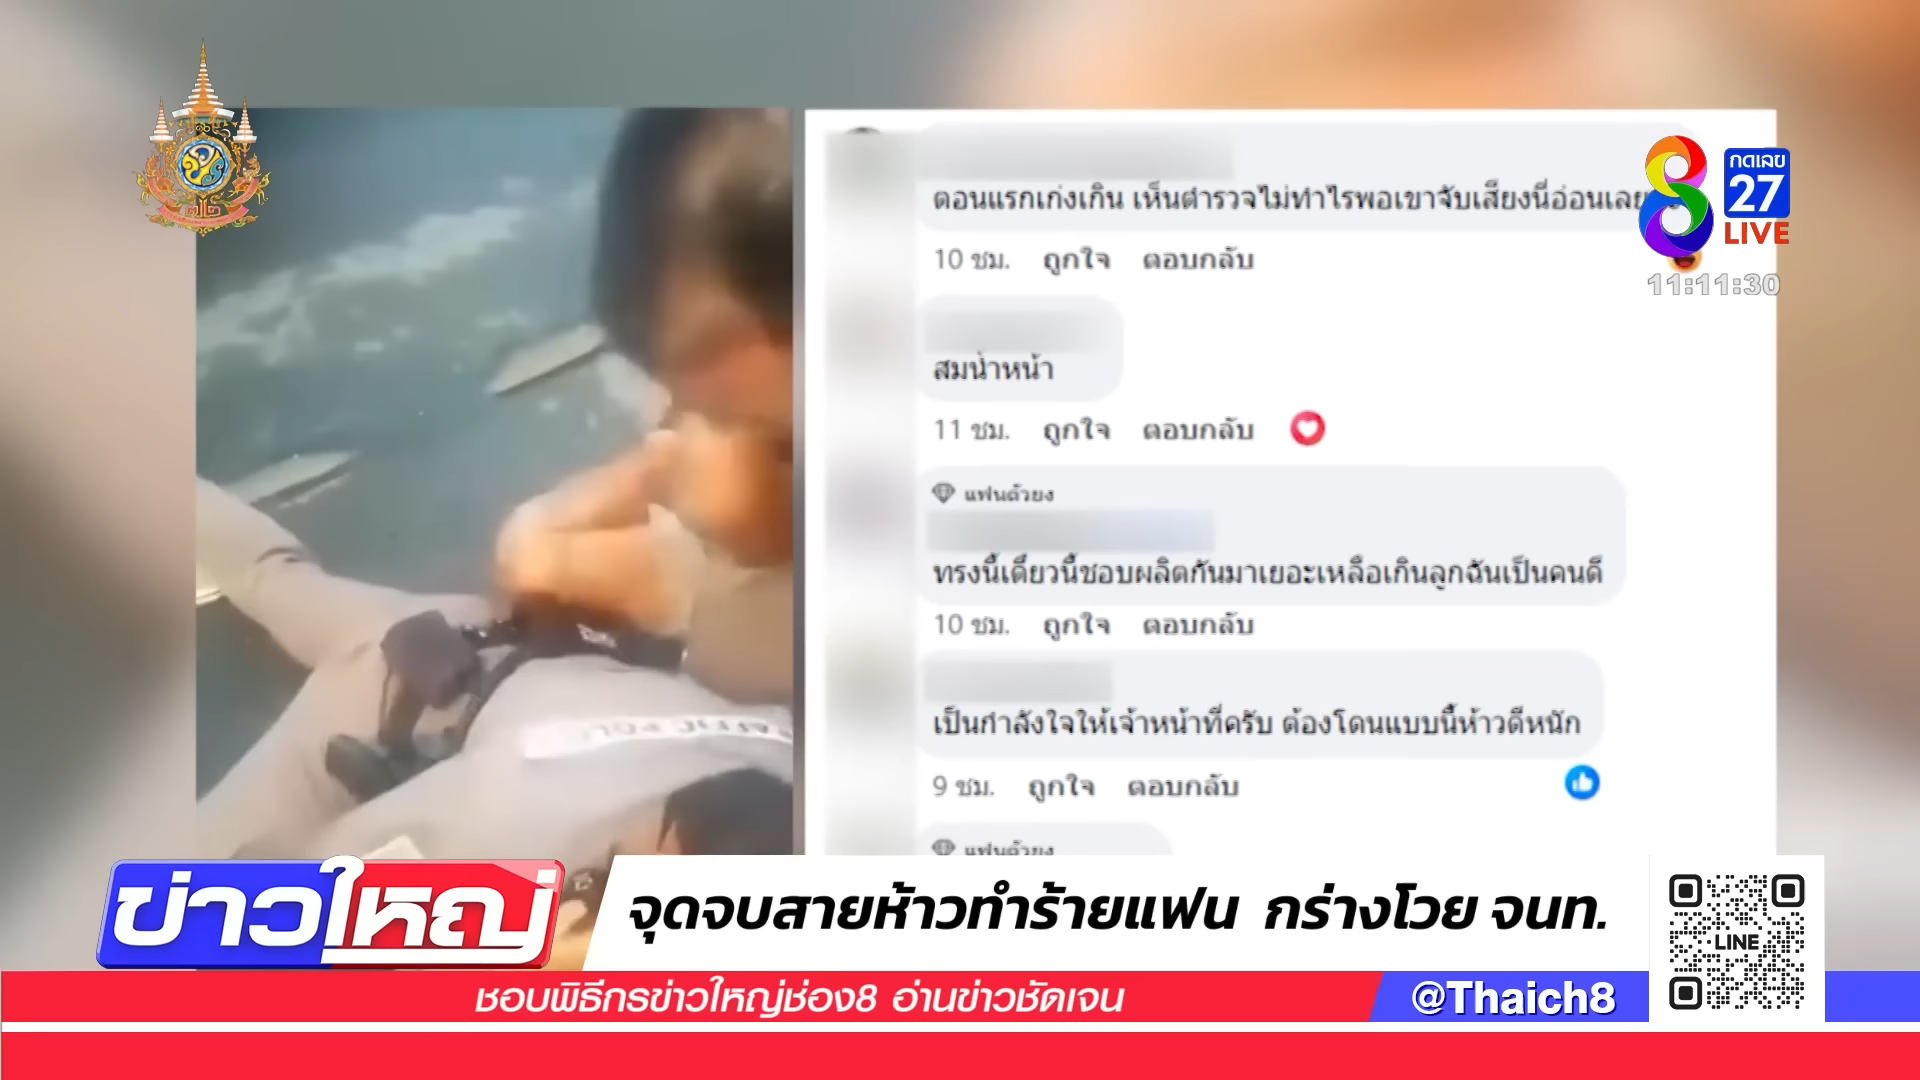 ตอนแรกเก่งเกิน เห็นตำรวจไม่ทำไรพอเขาจับเสียงนี่อ่อนเลย
10 ชม. ถูกใจ ตอบกลับ
สมน้ำหน้า
11 ชม. ถูกใจ ตอบกลับ
แฟนตัวยง
ทรงนี้เดี๋ยวนี้ชอบผลิตกันมาเยอะเหลือเกินลูกฉันเป็นคนดี
10 ชม. ถูกใจ ตอบกลับ
เป็นกำลังใจให้เจ้าหน้าที่ครับ ต้องโดนแบบนี้ห้าวดีหนัก
9 ชม. ถูกใจ ตอบกลับ
แฟนตัวยง
8
กดเลข
27
LIVE
11:11:30
TRAFFIC POLI
ข่าวใหญ่
จุดจบสายห้าวทำร้ายแฟน กร่างโวย จนท.
ชอบพิธีกรข่าวใหญ่ช่อง8 อ่านข่าวชัดเจน
@Thaich8
LINE